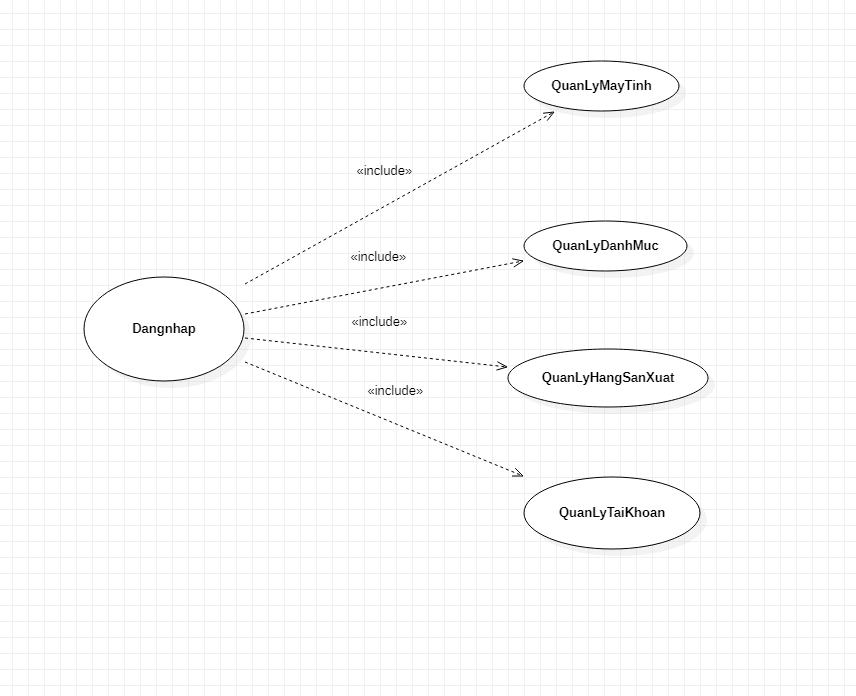 QuanLyMayTinh
«include»
QuanLyDanhMuc
«include»
«include»
Dangnhap
QuanLyHangSanXuat
«include»
QuanLyTaiKhoan